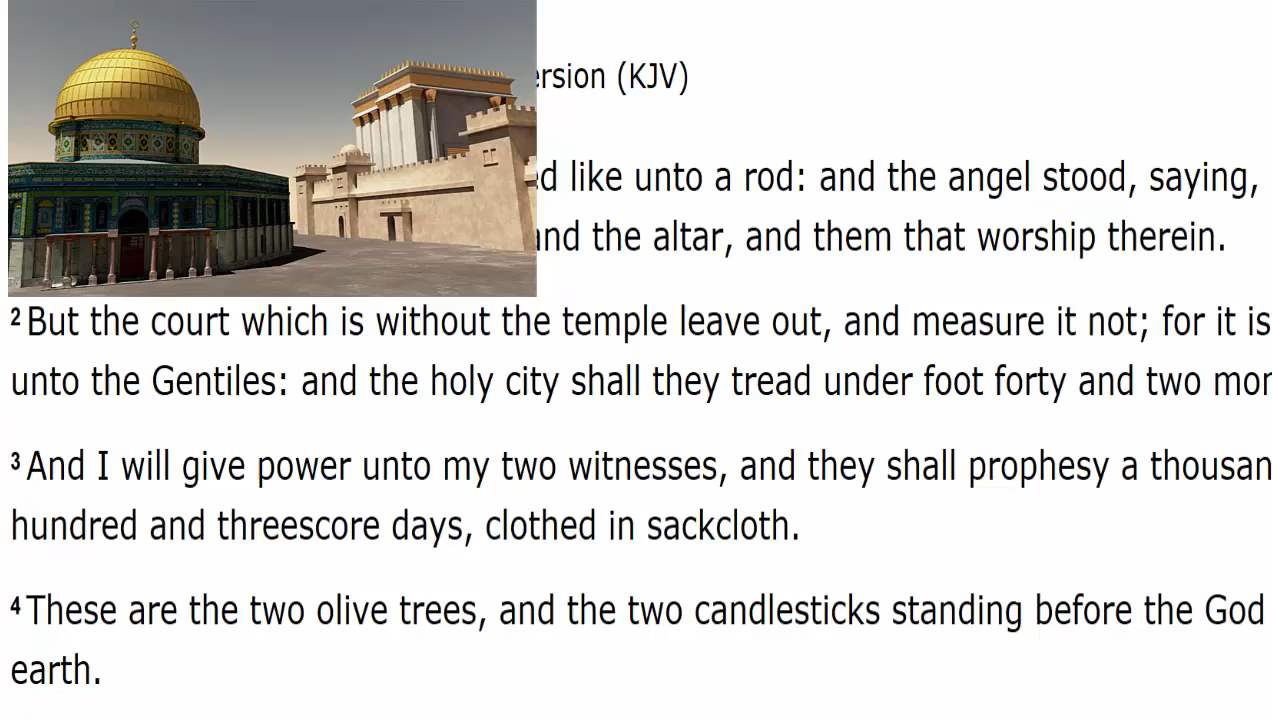 ersion (KJV)
ed like unto a rod: and the angel stood, saying,
and the altar, and them that worship therein.
2 But the court which is without the temple leave out, and measure it not; for it is
unto the Gentiles: and the holy city shall they tread under foot forty and two mon
3 And I will give power unto my two witnesses, and they shall prophesy a thousan
hundred and threescore days, clothed in sackcloth.
4 These are the two olive trees, and the two candlesticks standing before the God
earth.